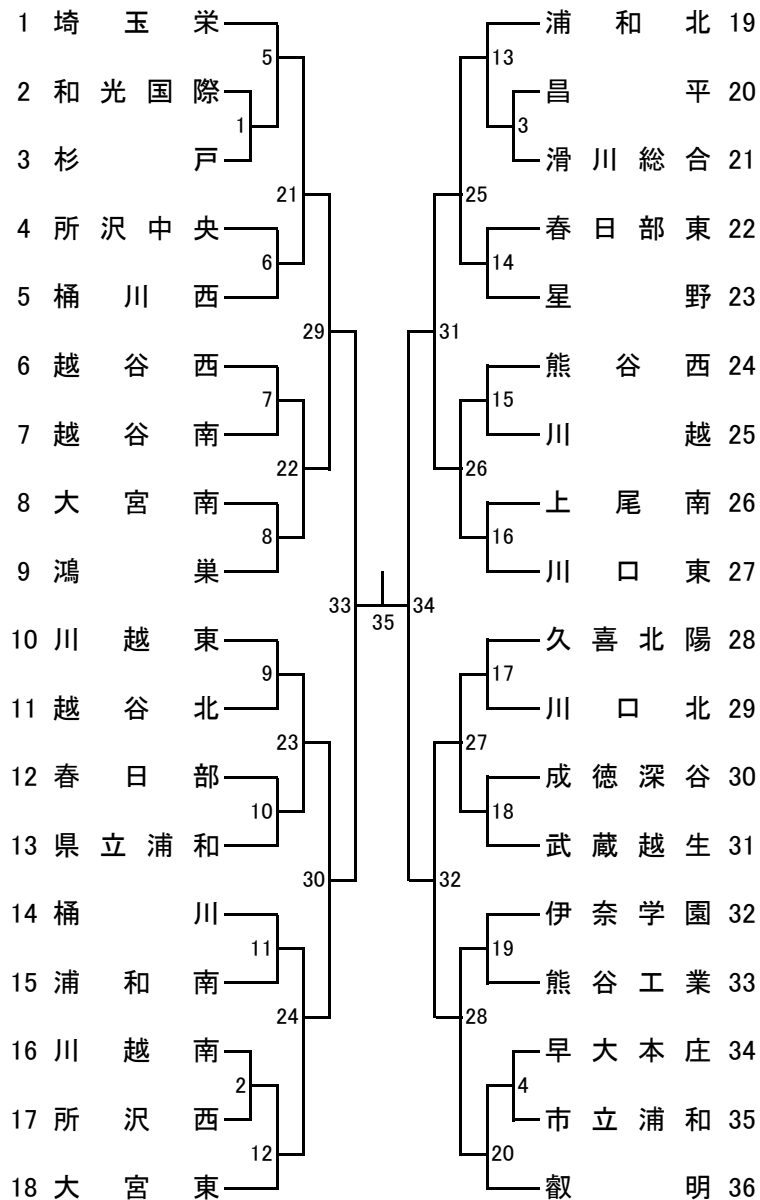 1 埼玉栄
2 和光国際
3 杉戸
4 所沢中央
5 桶川西
6 越谷西
7 越谷南
8 大宮南
9 鴻巣
10 川越東
11 越谷北
12 春日部
13 県立浦和
14 桶川
15 浦和南
16 川越南
17 所沢西
18 大宮東
5
1
21
6
29
7
22
8
33
9
23
10
30
11
24
2
12
35
13
3
25
14
31
15
26
16
34
17
27
18
32
19
28
4
20
浦和北 19
昌平 20
滑川総合 21
春日部東 22
星野 23
熊谷西 24
川越 25
上尾南 26
川口東 27
久喜北陽 28
川口北 29
成徳深谷 30
武蔵越生 31
伊奈学園 32
熊谷工業 33
早大本庄 34
市立浦和 35
叡明 36